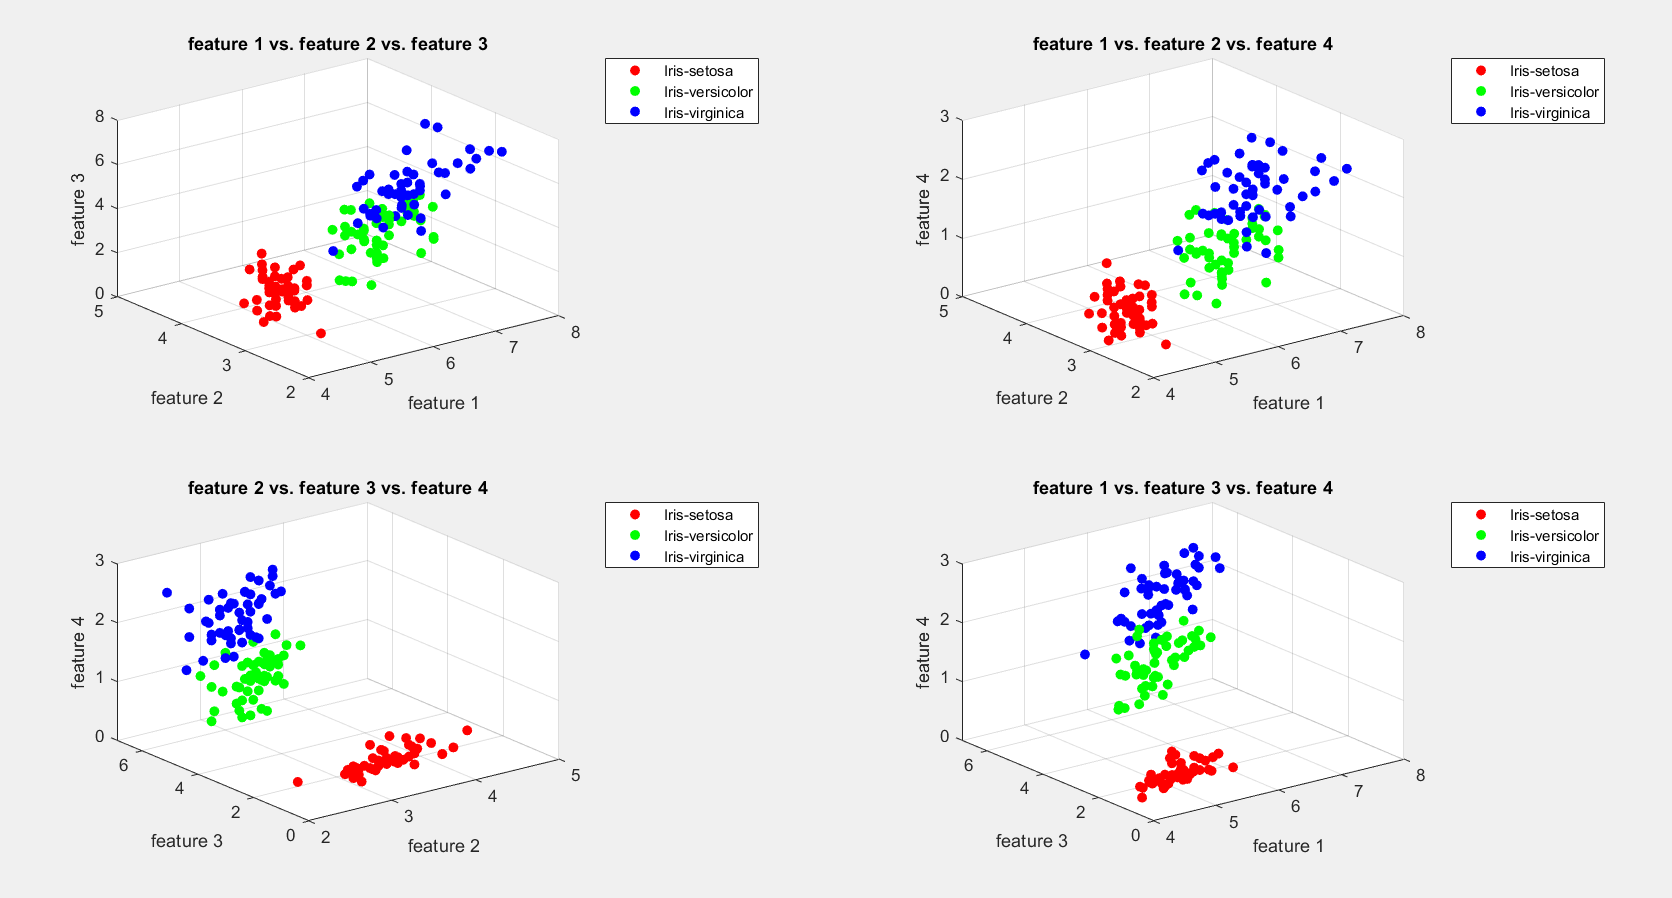 feature 1 vs. feature 2 vs. feature 3
Iris-setosa
Iris-versicolor
Iris-virginica
8
6
4
2
0
feature 3
5
4
3
2
feature 2
4
5
6
7
8
feature 1
feature 1 vs. feature 2 vs. feature 4
Iris-setosa
Iris-versicolor
Iris-virginica
3
2
1
0
feature 4
5
4
3
2
feature 2
4
5
6
7
8
feature 1
feature 2 vs. feature 3 vs. feature 4
Iris-setosa
Iris-versicolor
Iris-virginica
3
2
1
0
feature 4
6
4
2
0
feature 3
2
3
4
5
feature 2
feature 1 vs. feature 3 vs. feature 4
Iris-setosa
Iris-versicolor
Iris-virginica
3
2
1
0
feature 4
6
4
2
0
feature 3
4
5
6
7
8
feature 1